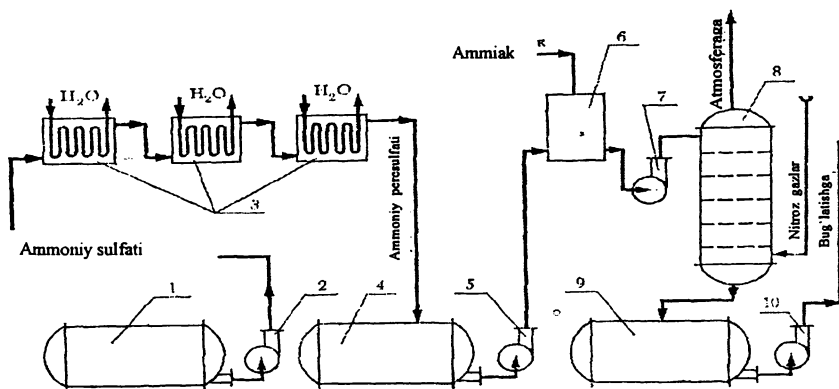 H₂O H₂O H₂O
Ammiak
6
7
Atmosferaga
8
3
Ammoniy sulfati
Ammoniy peresulfati
Nitroz gazlar
Bug`latishga
1
2
4
5
9
10